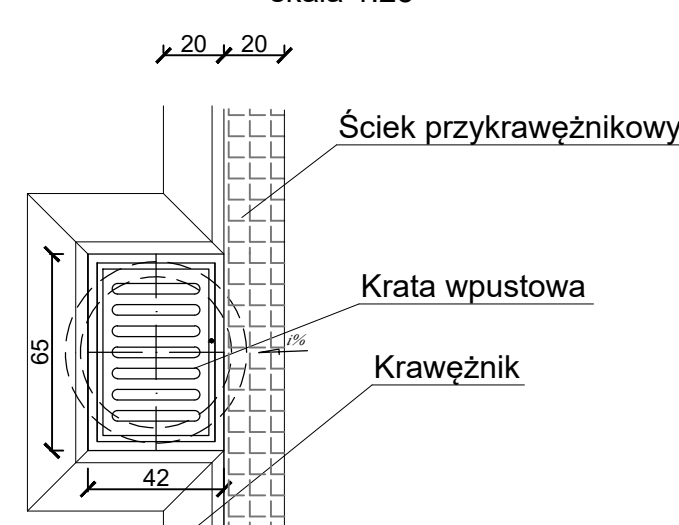 20 20
Ściek przykrawężnikowy
Krata wpustowa
i%
65
Krawężnik
42